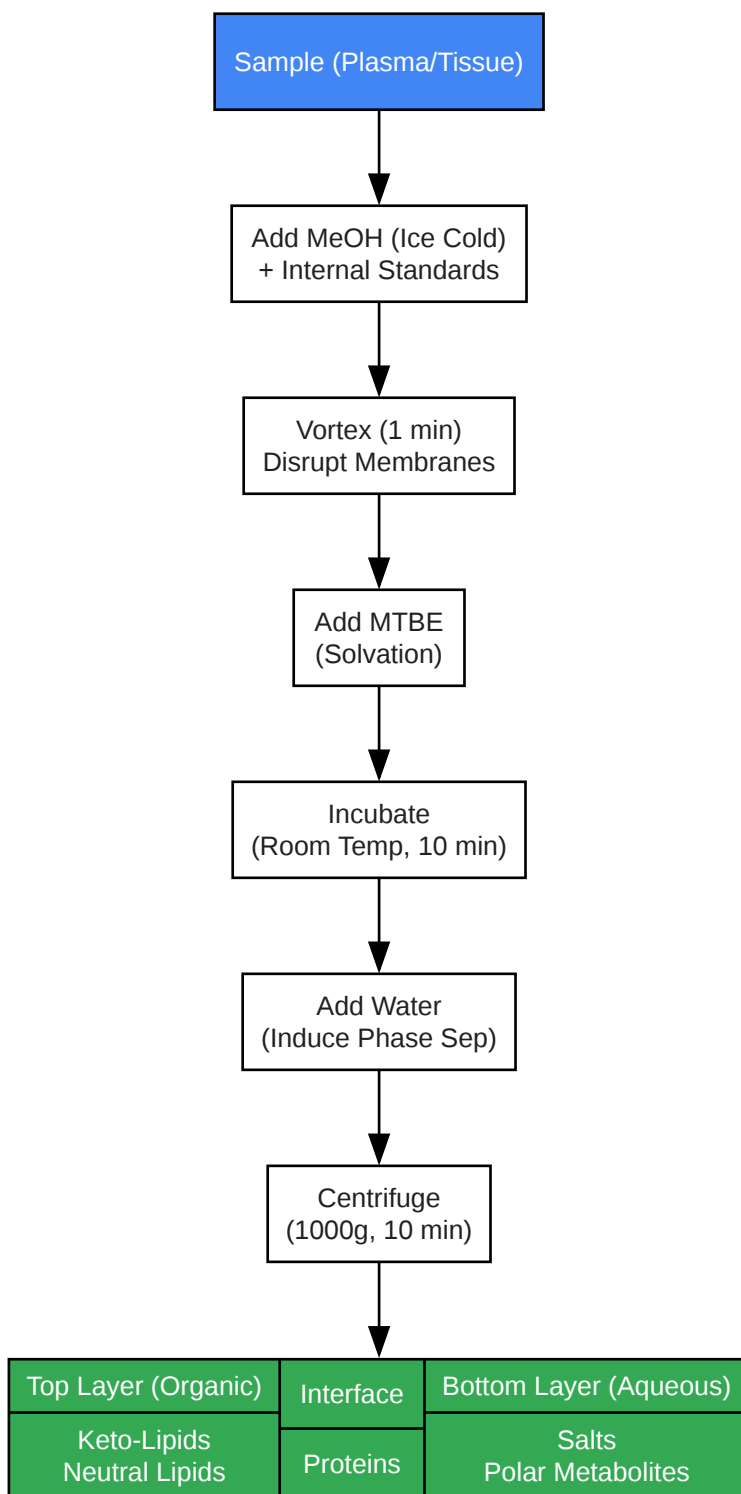 Sample (Plasma/Tissue)
Add MeOH (Ice Cold)
+ Internal Standards
Vortex (1 min)
Disrupt Membranes
Add MTBE
(Solvation)
Incubate
(Room Temp, 10 min)
Add Water
(Induce Phase Sep)
Centrifuge
(1000g, 10 min)
Top Layer (Organic)
Keto-Lipids
Neutral Lipids
Interface
Proteins
Bottom Layer (Aqueous)
Salts
Polar Metabolites